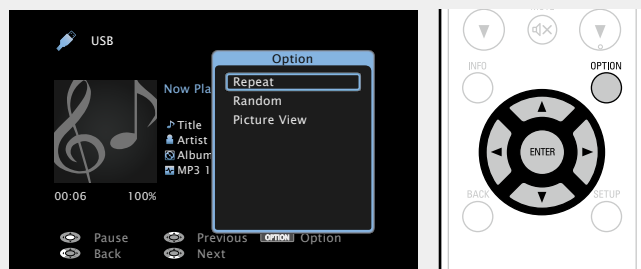 USB
Option
Now Pla
Repeat
Random
Picture View
Title
Artist
Album
MP3 1
00:06 100%
Pause Previous OPTION Option
Back Next
INFO OPTION
ENTER
BACK SETUP